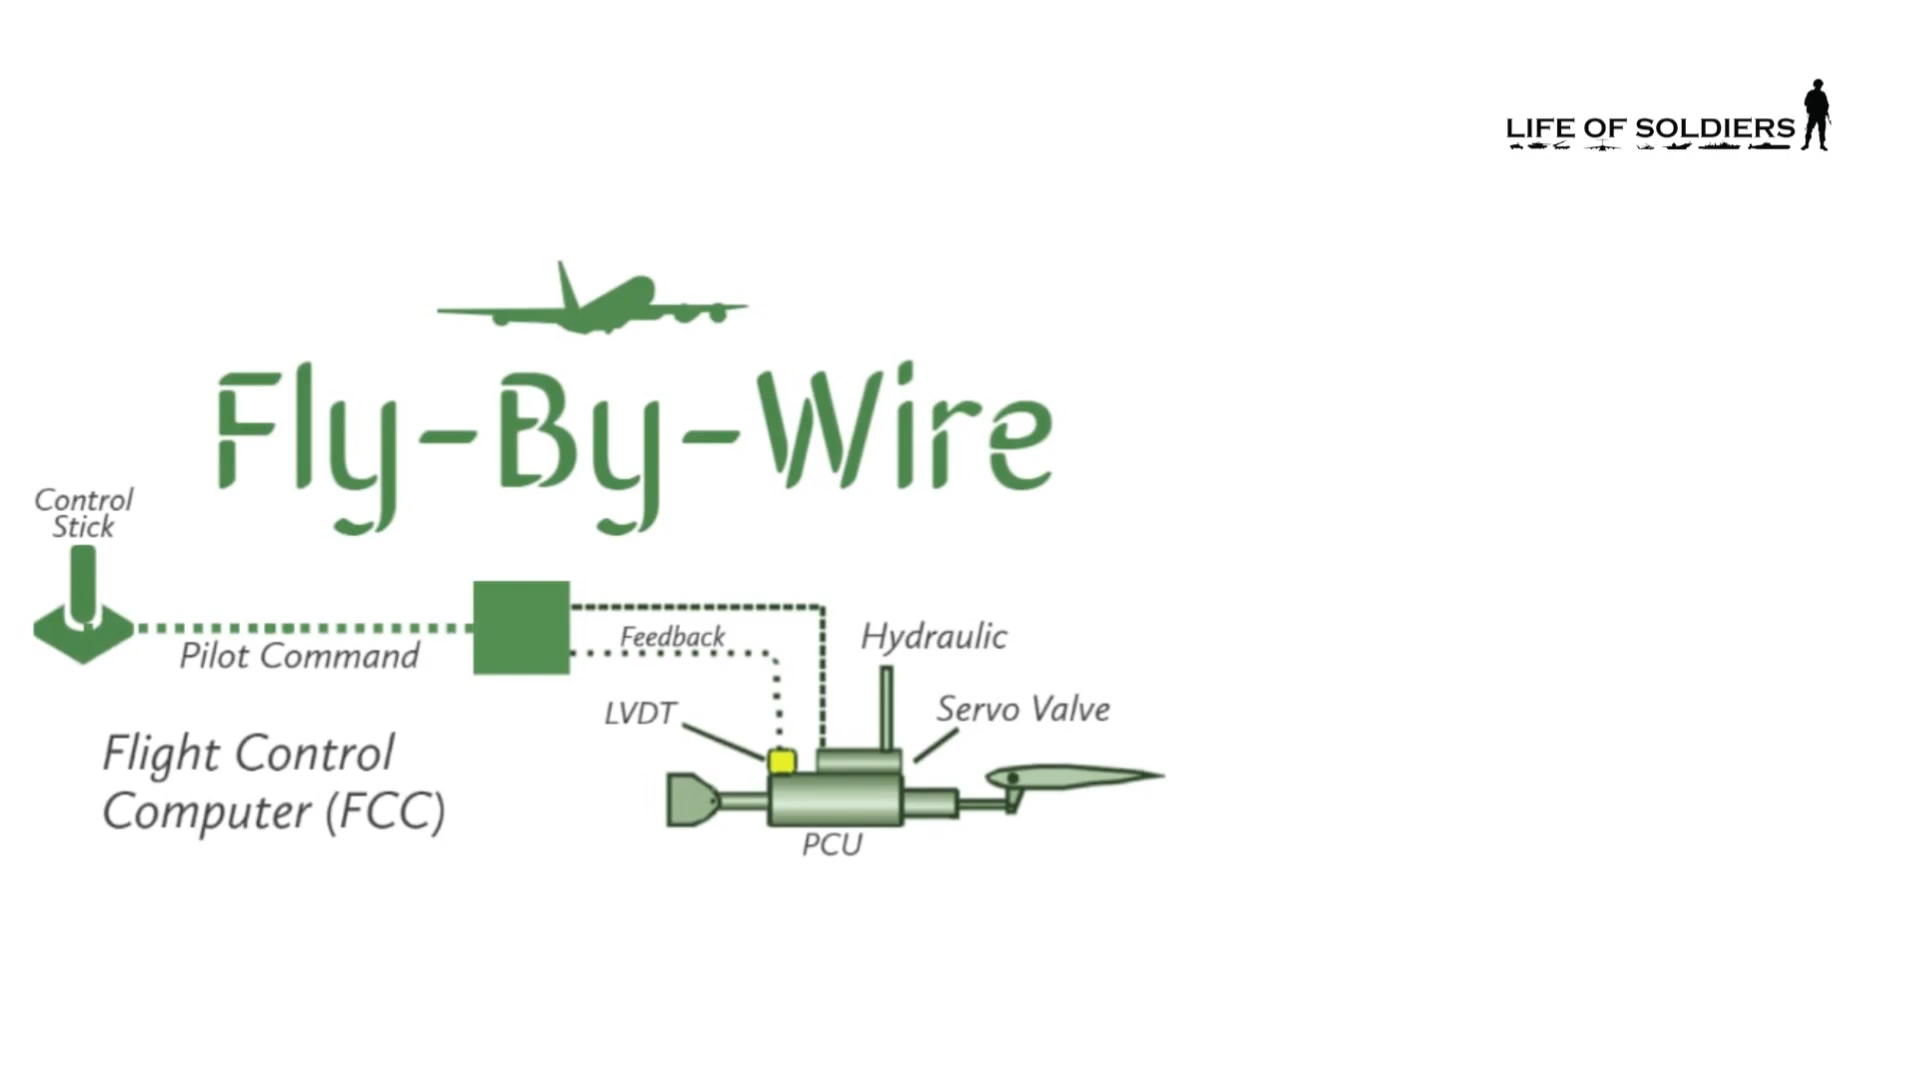 LIFE OF SOLDIERS
Fly-By-Wire
Control
Stick
Pilot Command
Feedback
Hydraulic
LVDT
Servo Valve
Flight Control
Computer (FCC)
PCU